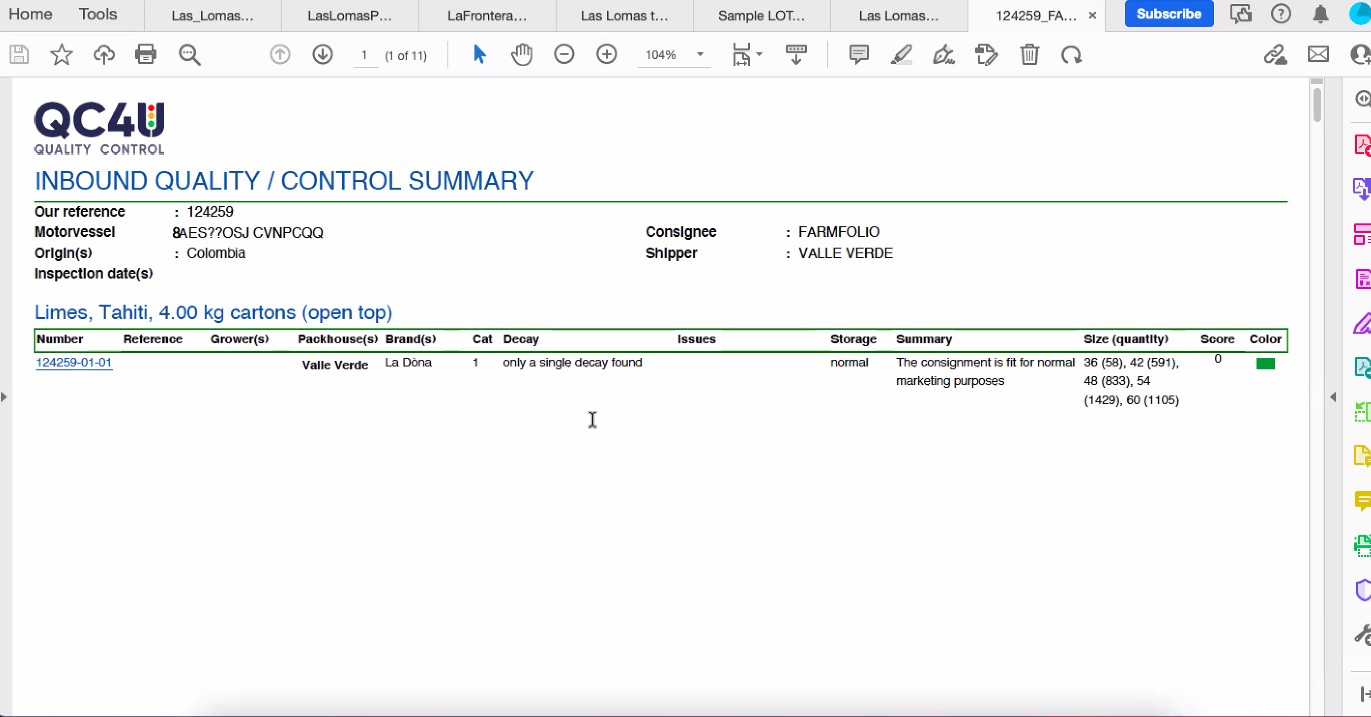 Home Tools Las_Lomas... LasLomasP... LaFrontera... Las Lomas t... Sample LOT... Las Lomas... 124259_FA... × Subscribe
1 (1 of 11) 104%
QC4U
QUALITY CONTROL
INBOUND QUALITY / CONTROL SUMMARY
Our reference : 124259
Motorvessel 8AES??OSJ CVNPCQQ Consignee : FARMFOLIO
Origin(s) : Colombia Shipper : VALLE VERDE
Inspection date(s)
Limes, Tahiti, 4.00 kg cartons (open top)
Number Reference Grower(s) Packhouse(s) Brand(s) Cat Decay Issues Storage Summary Size (quantity) Score Color
124259-01-01 Valle Verde La Dòna 1 only a single decay found normal The consignment is fit for normal 36 (58), 42 (591), 0
marketing purposes 48 (833), 54
(1429), 60 (1105)